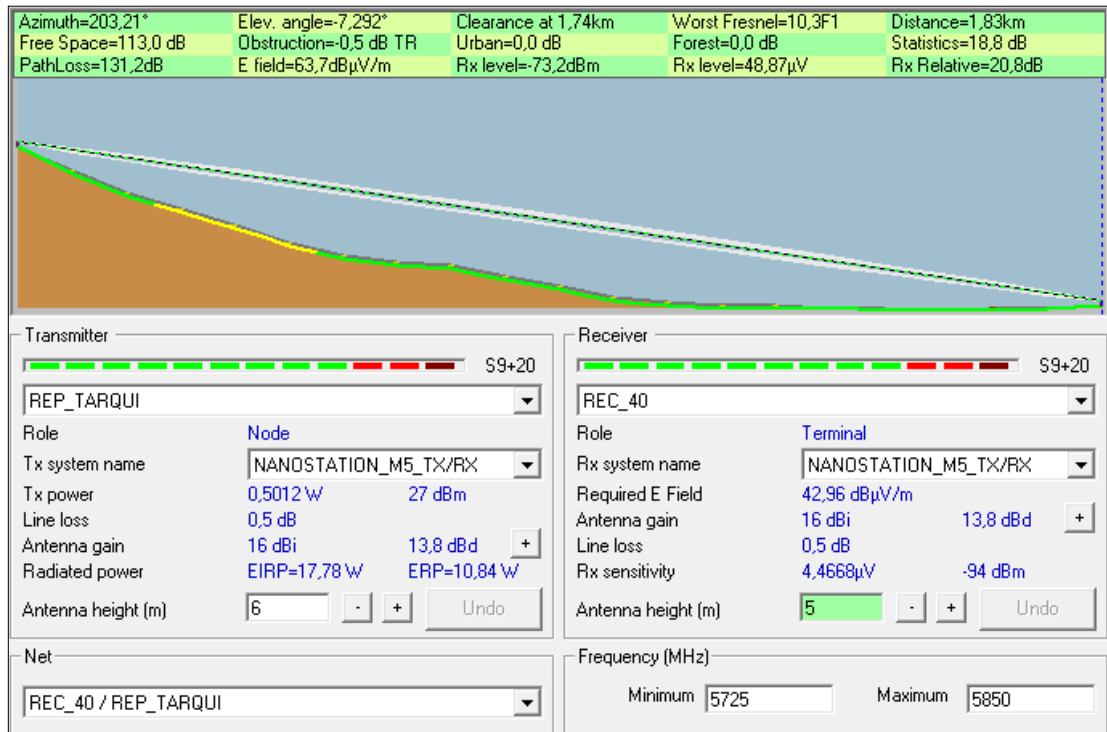 Azimuth=203,21° Elev. angle=-7,292° Clearance at 1,74km Worst Fresnel=10,3F1 Distance=1,83km
Free Space=113,0 dB Obstruction=-0,5 dB TR Urban=0,0 dB Forest=0,0 dB Statistics=18,8 dB
PathLoss=131,2dB E field=63,7dBµV/m Rx level=-73,2dBm Rx level=48,87µV Rx Relative=20,8dB
Transmitter
S9+20
REP_TARQUI
Role Node
Tx system name NANOSTATION_M5_TX/RX
Tx power 0,5012 W 27 dBm
Line loss 0,5 dB
Antenna gain 16 dBi 13,8 dBd +
Radiated power EIRP=17,78 W ERP=10,84 W
Antenna height (m) 6 - + Undo
Net
REC_40 / REP_TARQUI
Receiver
S9+20
REC_40
Role Terminal
Rx system name NANOSTATION_M5_TX/RX
Required E Field 42,96 dBµV/m
Antenna gain 16 dBi 13,8 dBd +
Line loss 0,5 dB
Rx sensitivity 4,4668µV -94 dBm
Antenna height (m) 5 - + Undo
Frequency (MHz)
Minimum 5725 Maximum 5850